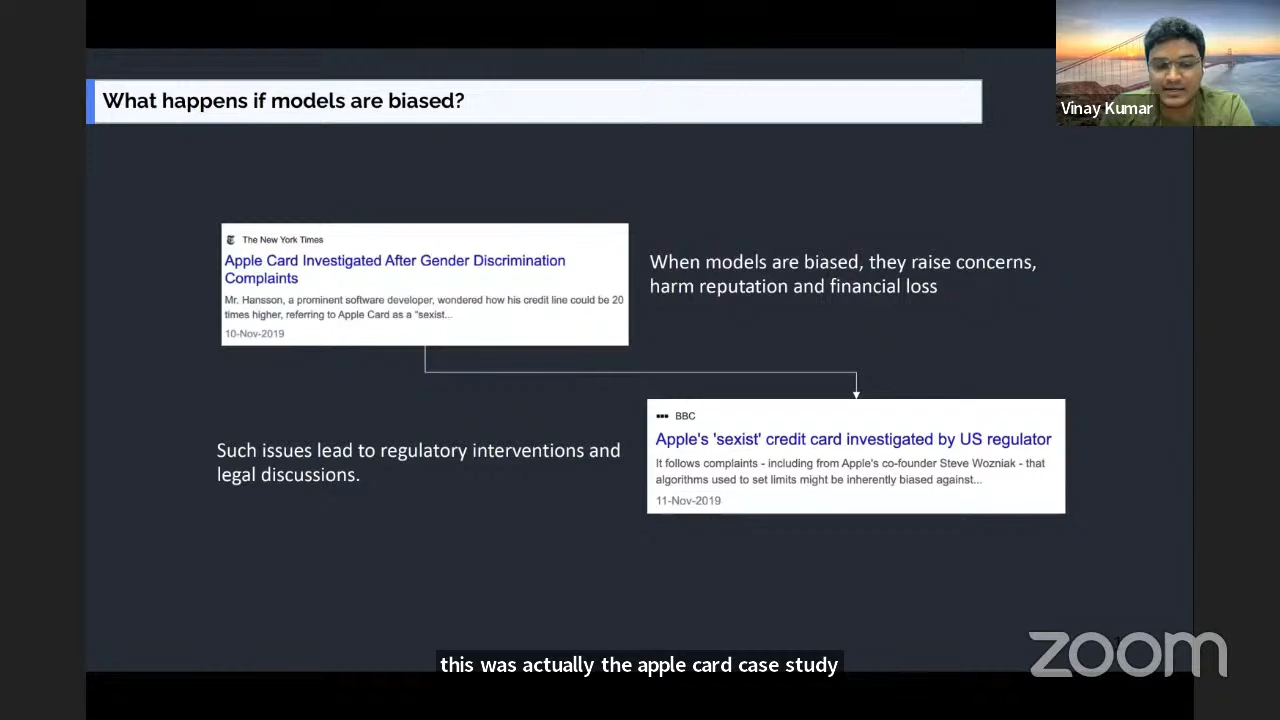 What happens if models are biased?
Vinay Kumar
The New York Times
Apple Card Investigated After Gender Discrimination
Complaints
Mr. Hansson, a prominent software developer, wondered how his credit line could be 20
times higher, referring to Apple Card as a "sexist...
10-Nov-2019
When models are biased, they raise concerns,
harm reputation and financial loss
BBC
Apple's 'sexist' credit card investigated by US regulator
It follows complaints - including from Apple's co-founder Steve Wozniak - that
algorithms used to set limits might be inherently biased against...
11-Nov-2019
Such issues lead to regulatory interventions and
legal discussions.
this was actually the apple card case study
zoom